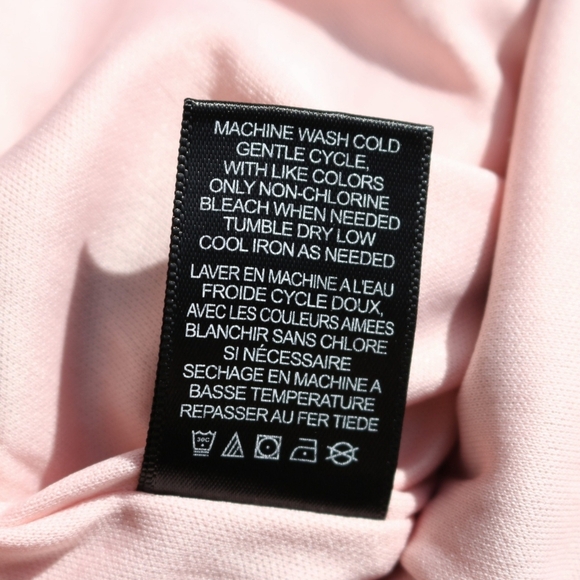 MACHINE WASH COLD
GENTLE CYCLE,
WITH LIKE COLORS
ONLY NON-CHLORINE
BLEACH WHEN NEEDED
TUMBLE DRY LOW
COOL IRON AS NEEDED
LAVER EN MACHINE A L'EAU
FROIDE CYCLE DOUX,
AVEC LES COULEURS AIMEES
BLANCHIR SANS CHLORE
SI NÉCESSAIRE
SECHAGE EN MACHINE A
BASSE TEMPERATURE
REPASSER AU FER TIEDE
30C